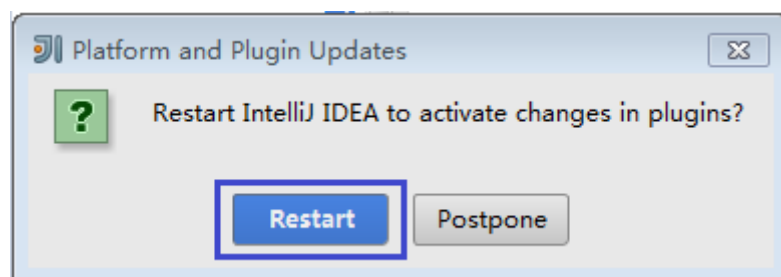 Platform and Plugin Updates
Restart IntelliJ IDEA to activate changes in plugins?
Restart
Postpone